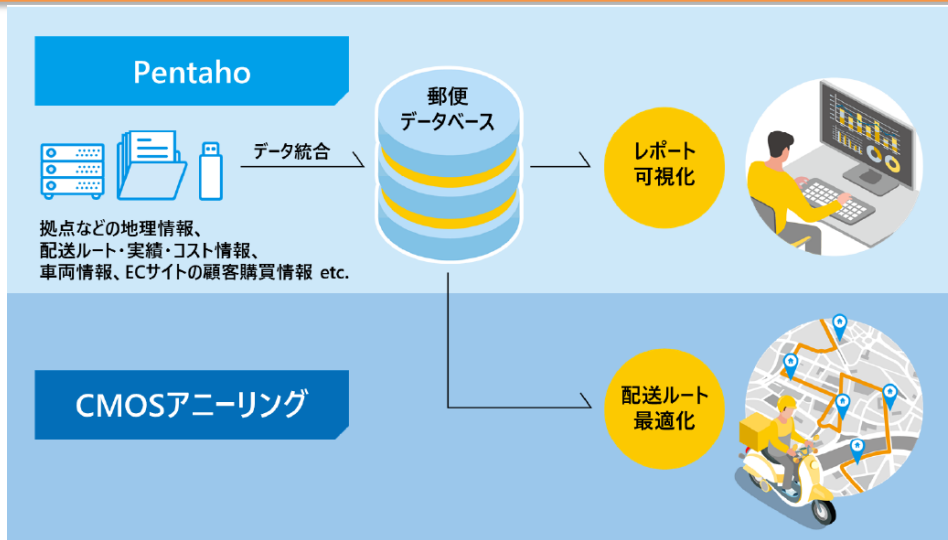 Pentaho
郵便
データベース
データ統合
レポート
可視化
拠点などの地理情報、
配送ルート・実績・コスト情報、
車両情報、ECサイトの顧客購買情報 etc.
CMOSアニーリング
配送ルート
最適化